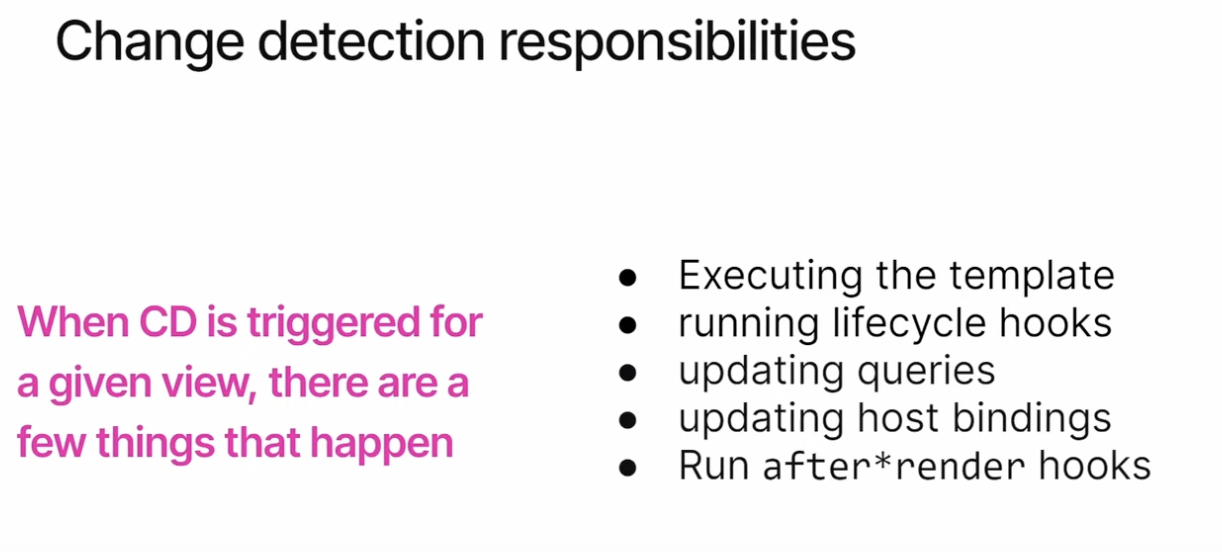 Change detection responsibilities
When CD is triggered for
a given view, there are a
few things that happen
● Executing the template
● running lifecycle hooks
● updating queries
● updating host bindings
● Run after*render hooks